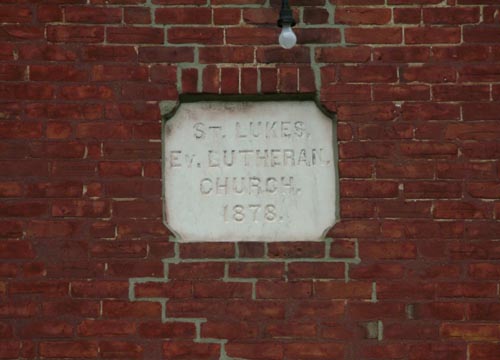 ST. LUKES,
EV. LUTHERAN,
CHURCH.
1878.